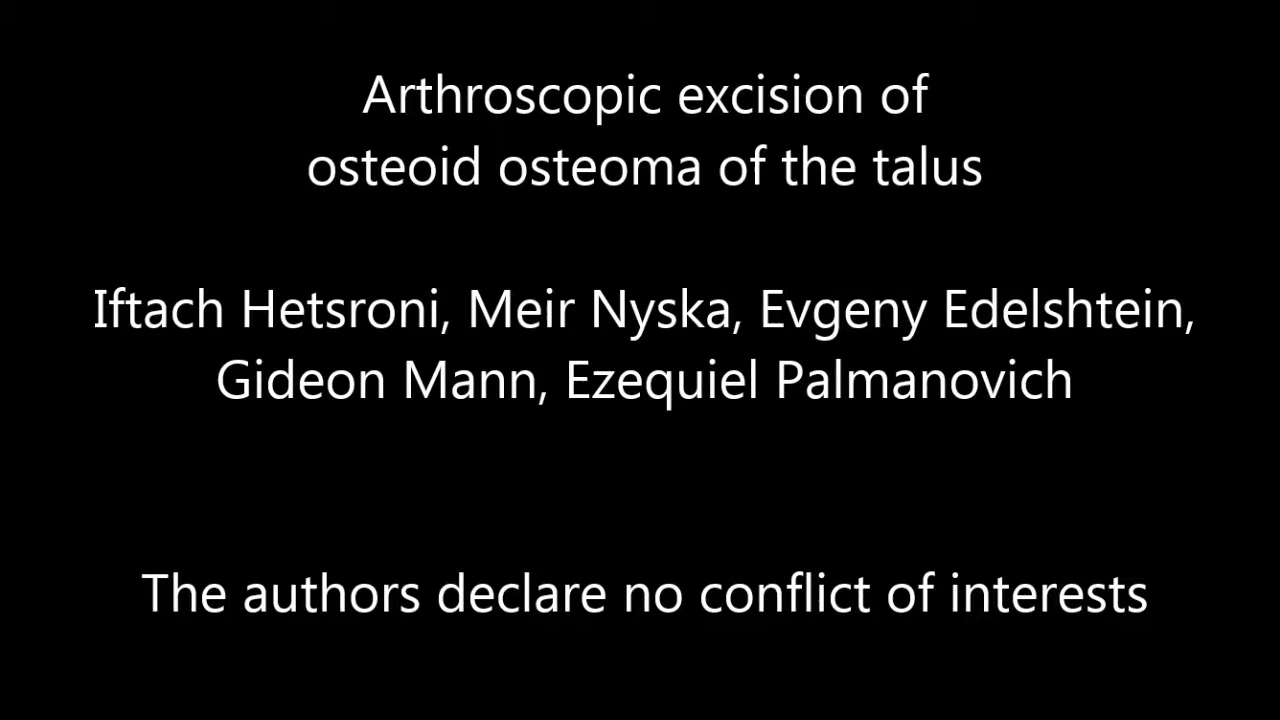 Arthroscopic excision of
osteoid osteoma of the talus
Iftach Hetsroni, Meir Nyska, Evgeny Edelshtein,
Gideon Mann, Ezequiel Palmanovich
The authors declare no conflict of interests